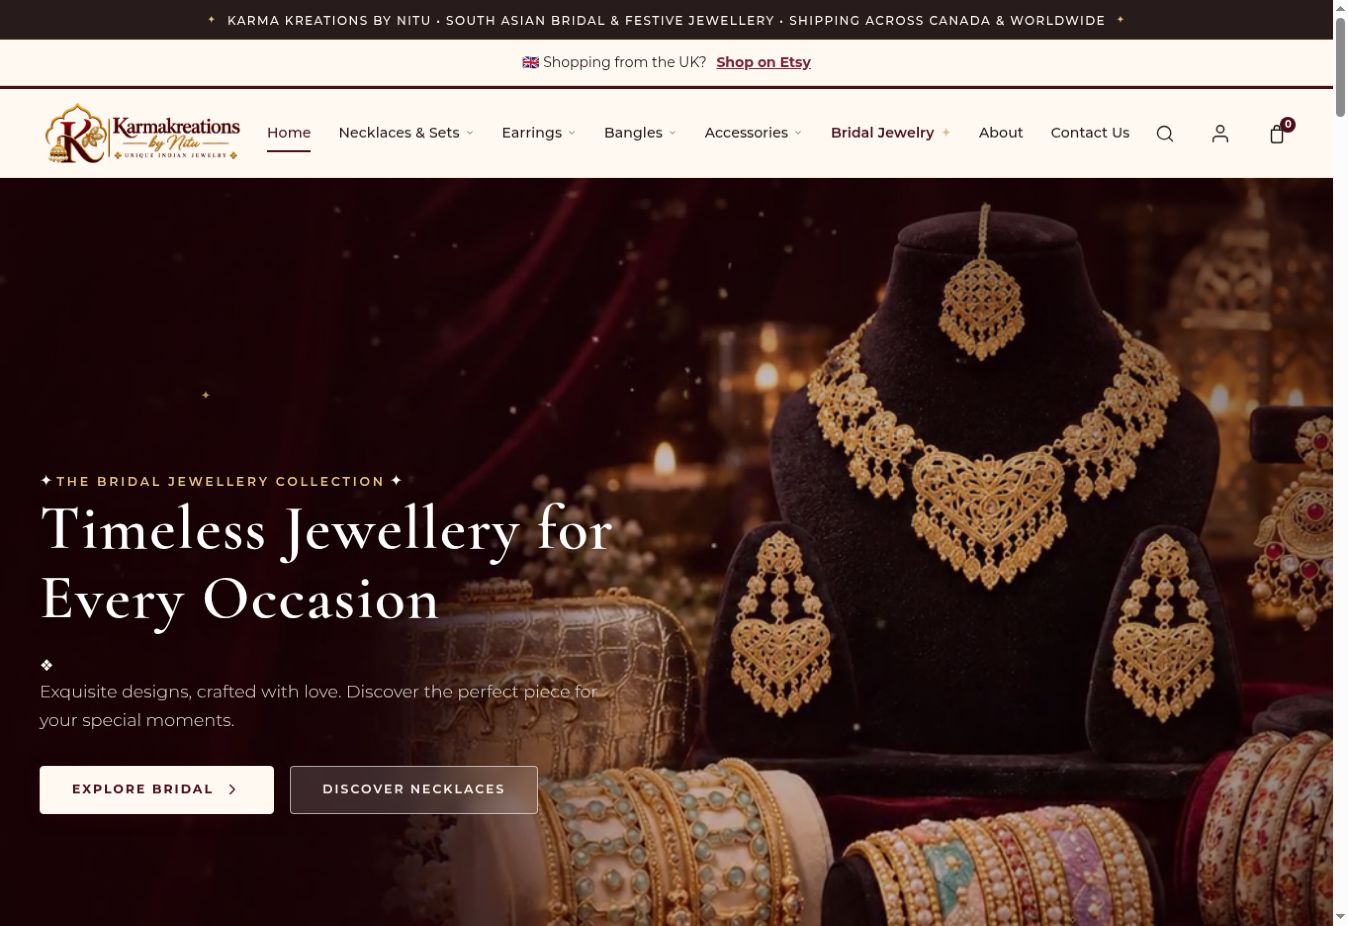 ✦ KARMA KREATIONS BY NITU • SOUTH ASIAN BRIDAL & FESTIVE JEWELLERY • SHIPPING ACROSS CANADA & WORLDWIDE ✦
🇬🇧 Shopping from the UK? Shop on Etsy
Karmakreations
by Nitu
UNIQUE INDIAN JEWELRY
Home Necklaces & Sets Earrings Bangles Accessories Bridal Jewelry ✦ About Contact Us 0
✦ THE BRIDAL JEWELLERY COLLECTION ✦
Timeless Jewellery for
Every Occasion
❖
Exquisite designs, crafted with love. Discover the perfect piece for
your special moments.
EXPLORE BRIDAL DISCOVER NECKLACES